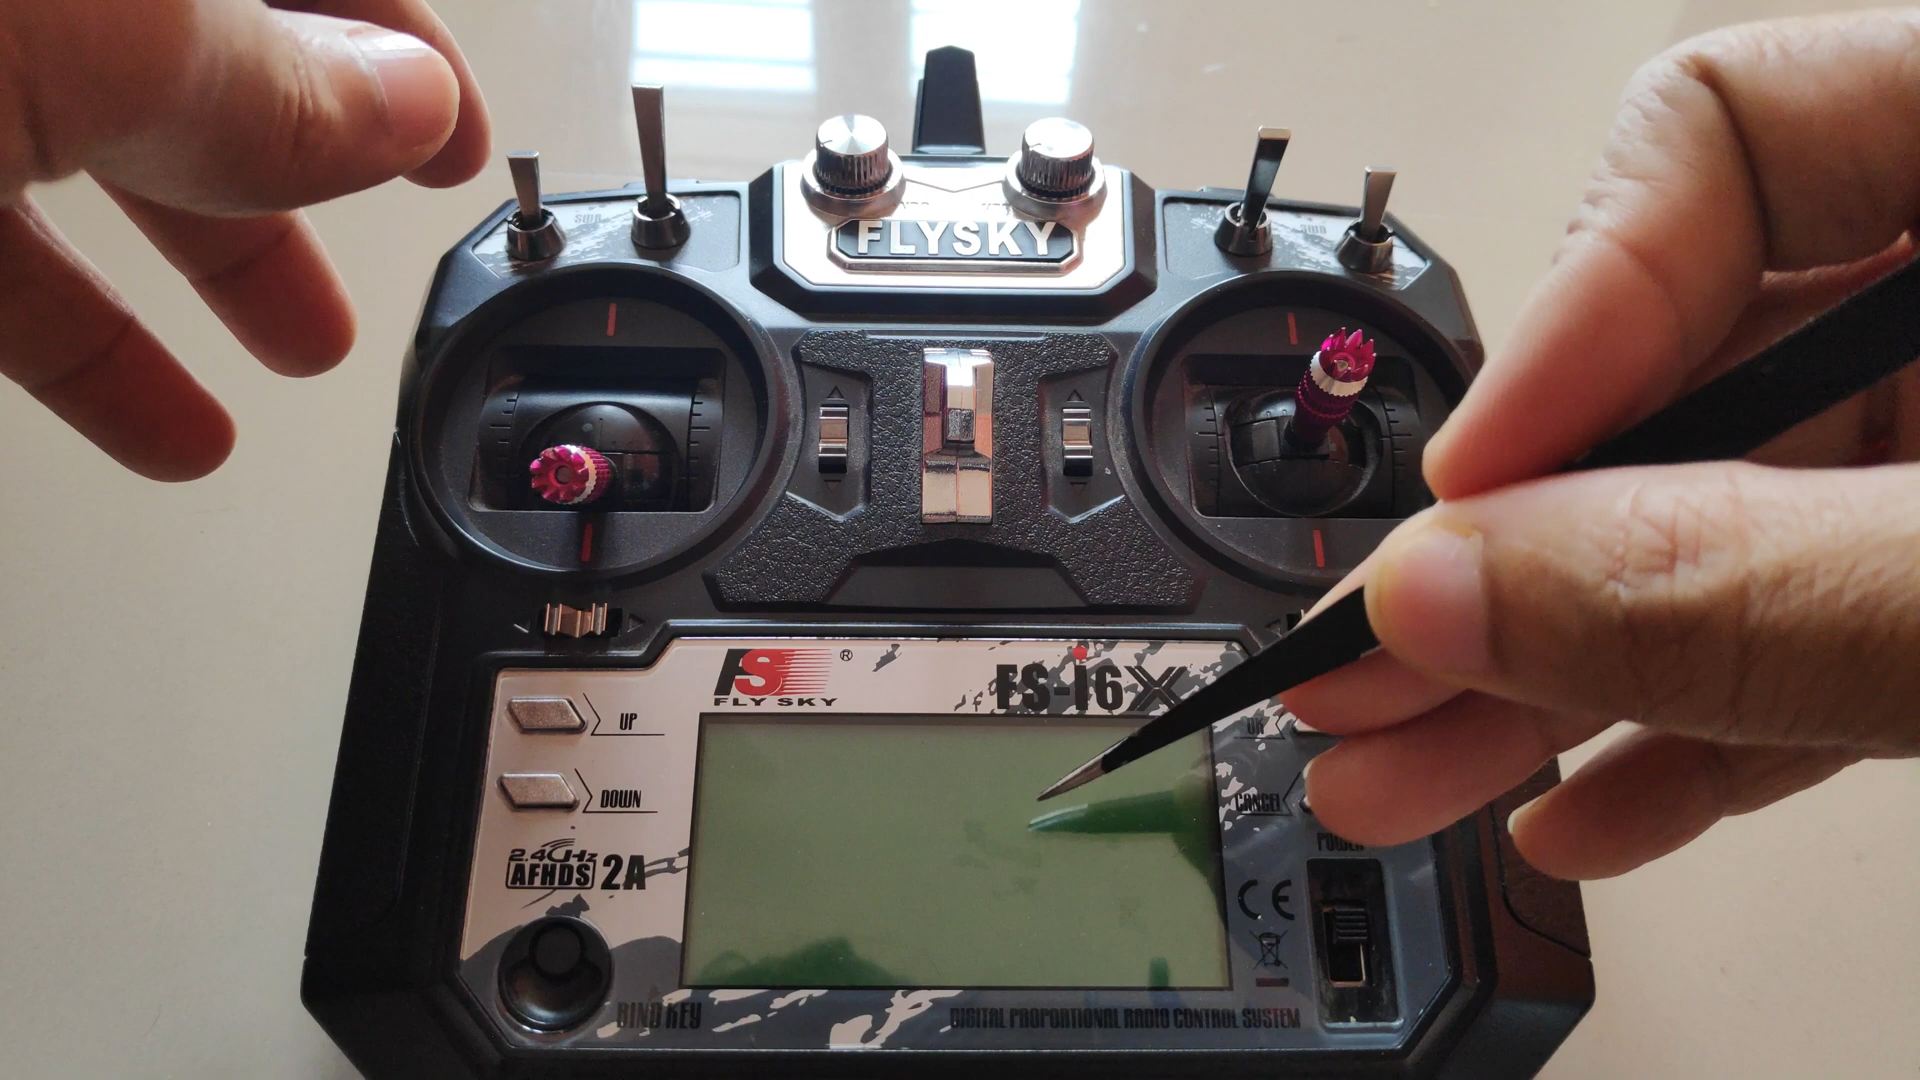 FLYSKY
FS ®
FLY SKY
FS-i6X
UP
DOWN
CANCEL
POWER
2.4GHz
AFHDS 2A
CE
BIND KEY
DIGITAL PROPORTIONAL RADIO CONTROL SYSTEM